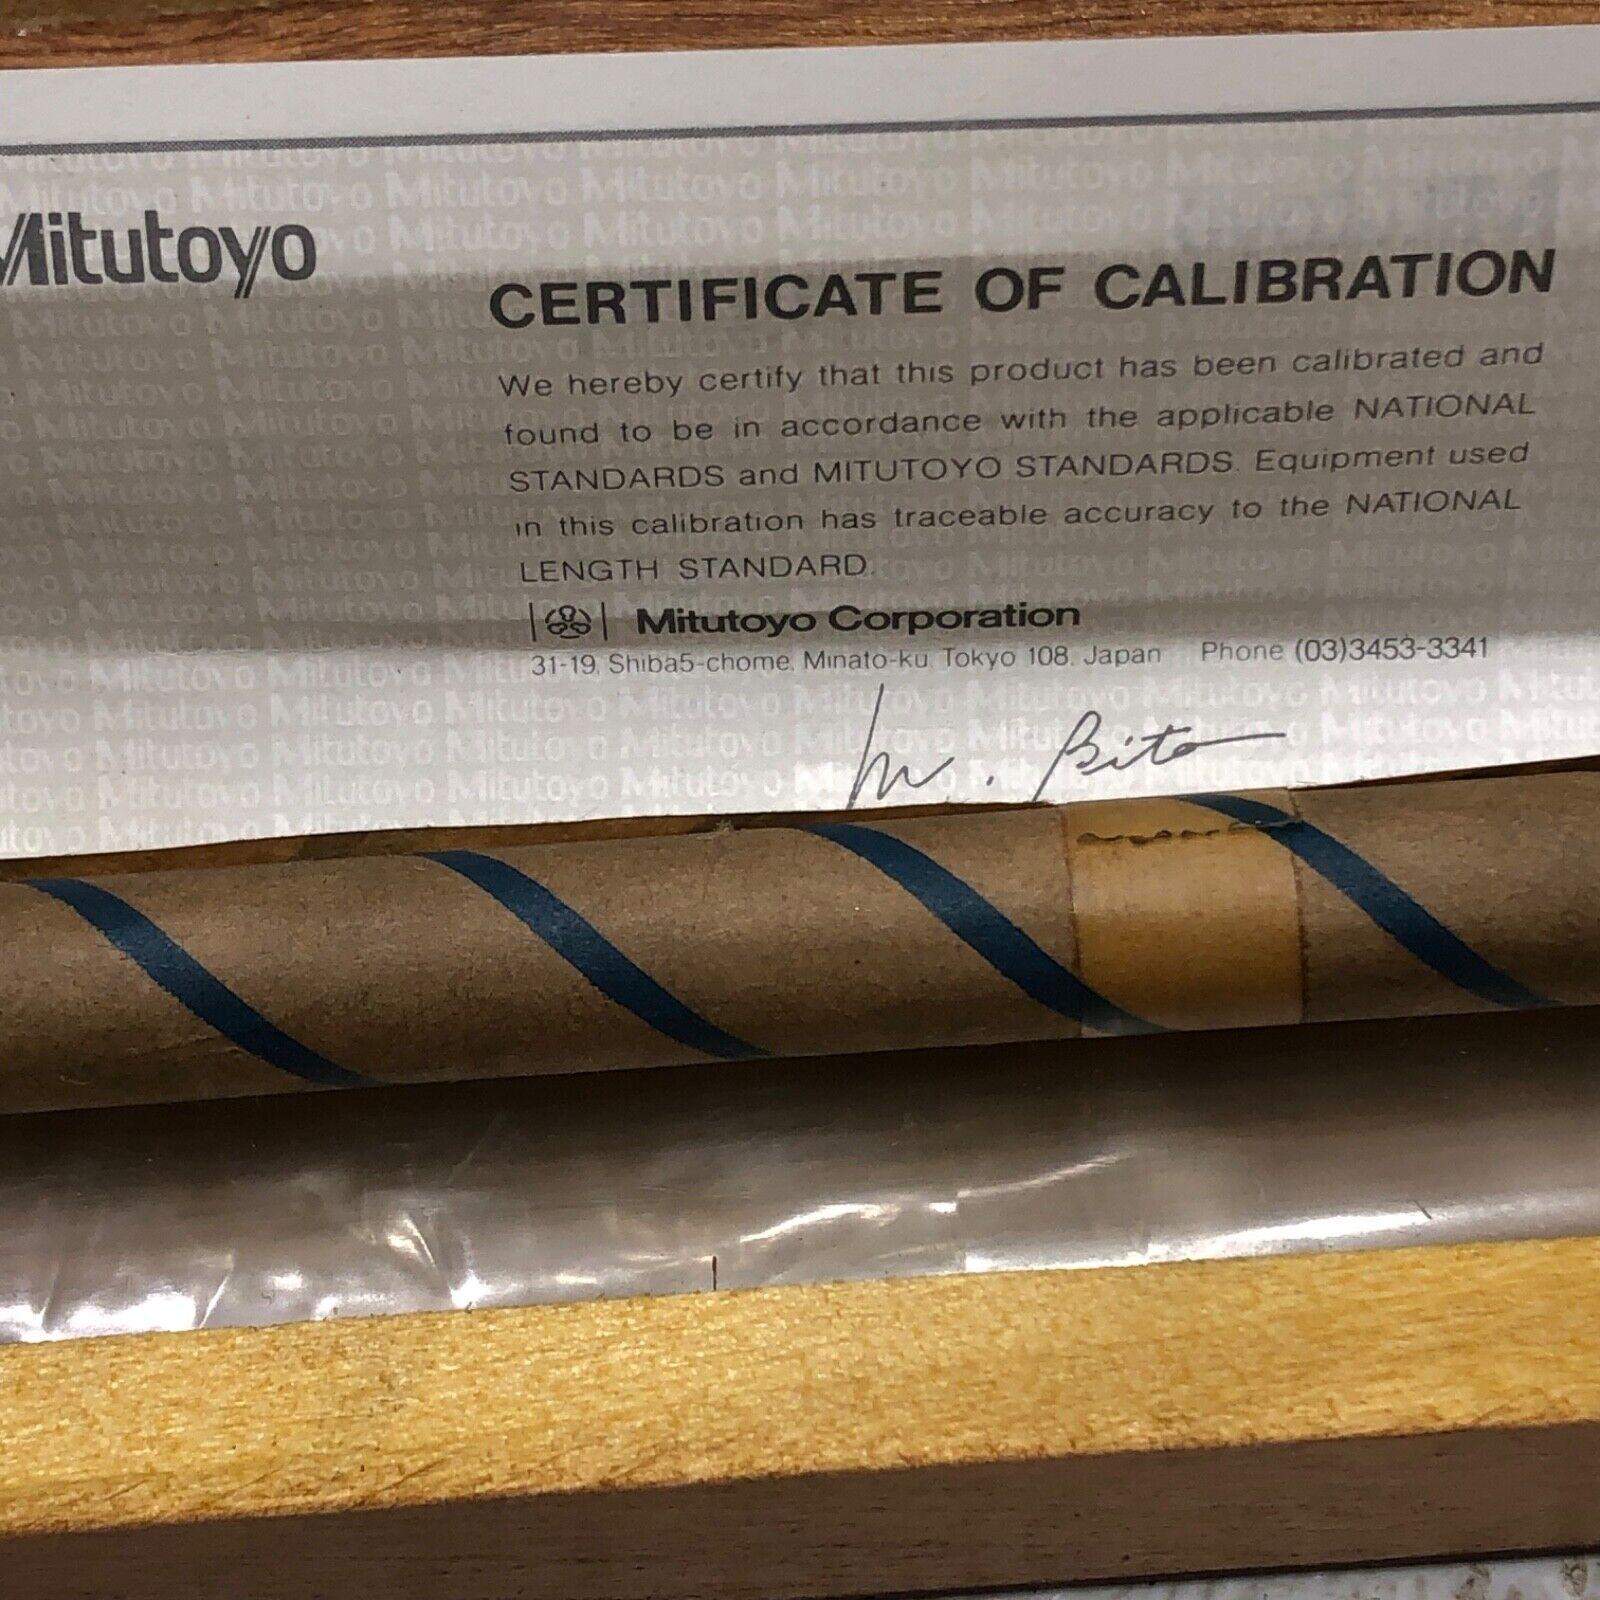 Mitutoyo
CERTIFICATE OF CALIBRATION
We hereby certify that this product has been calibrated and
found to be in accordance with the applicable NATIONAL
STANDARDS and MITUTOYO STANDARDS. Equipment used
in this calibration has traceable accuracy to the NATIONAL
LENGTH STANDARD.
Mitutoyo Corporation
31-19, Shiba5-chome, Minato-ku, Tokyo 108, Japan Phone (03)3453-3341
M. Bito